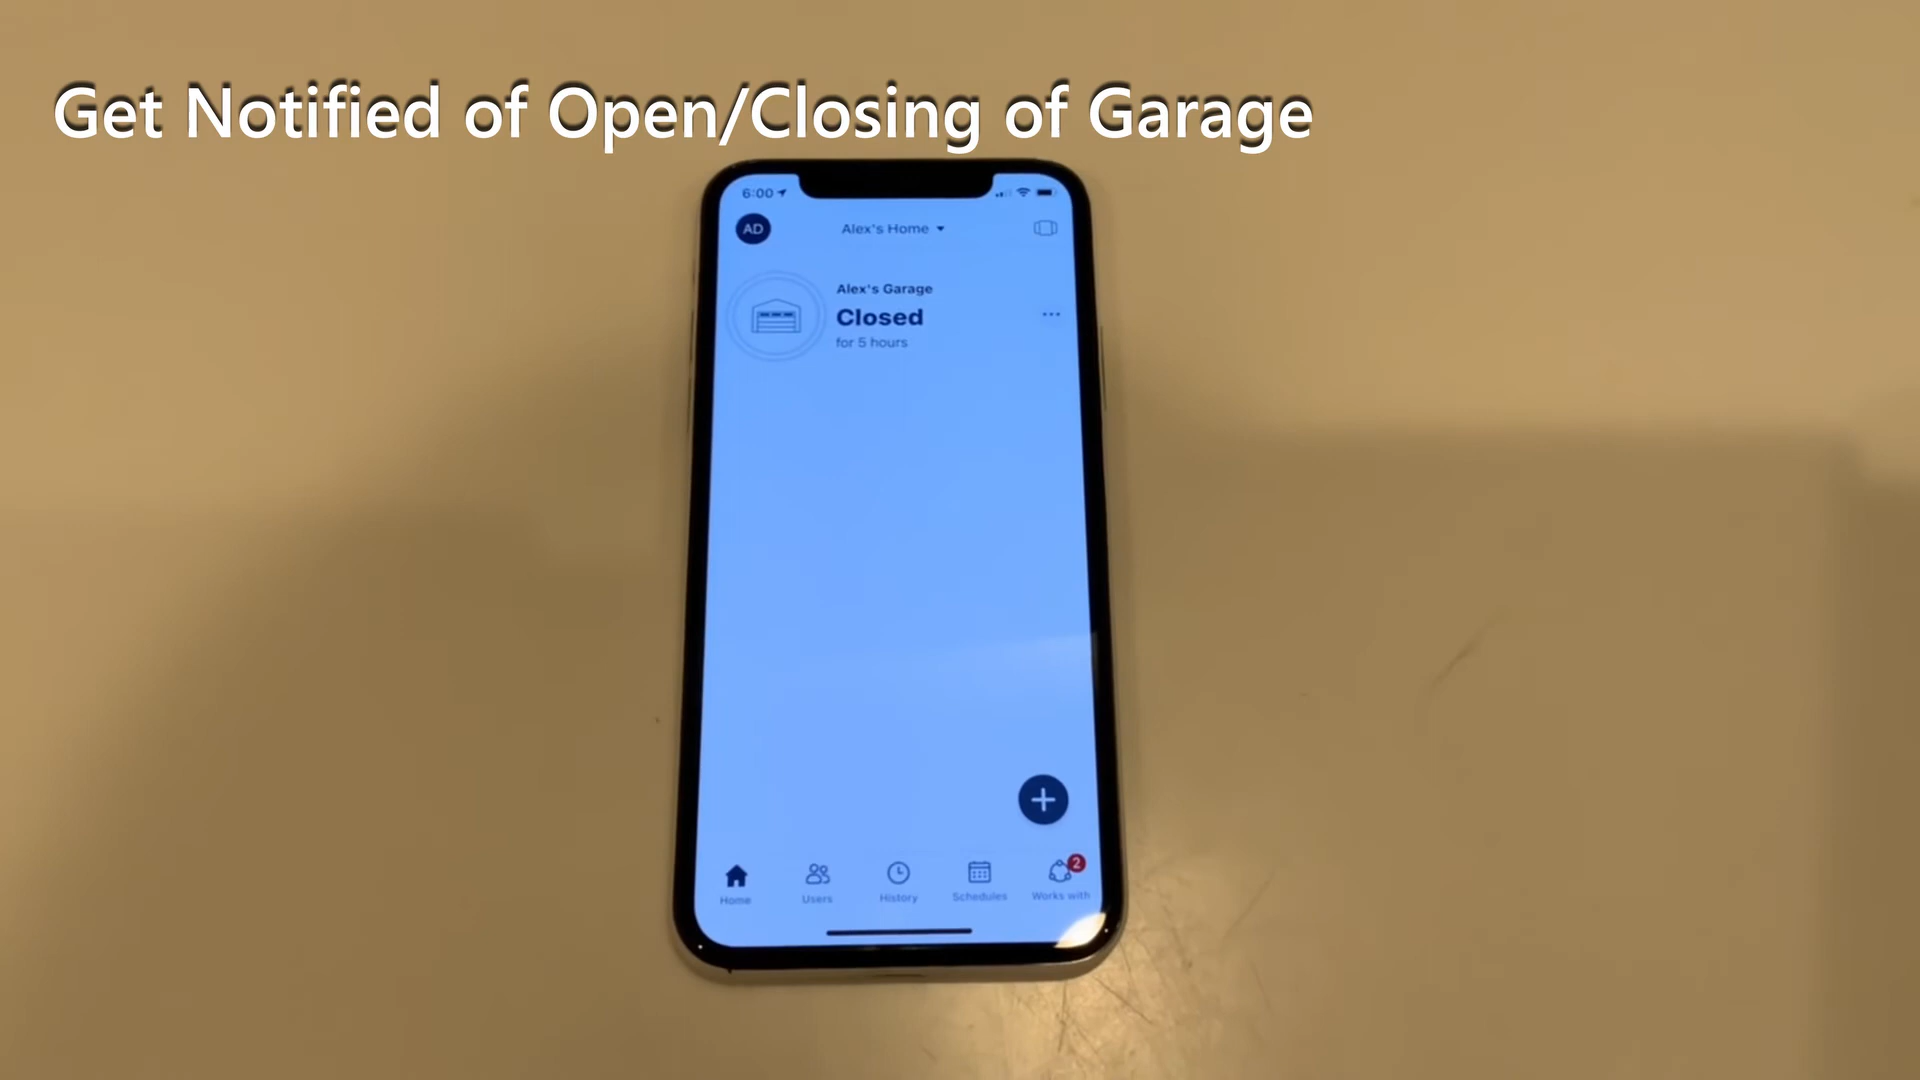 Get Notified of Open/Closing of Garage
6:00
AD
Alex's Home
Alex's Garage
Closed
for 5 hours
2
Home
Users
History
Schedules
Works with